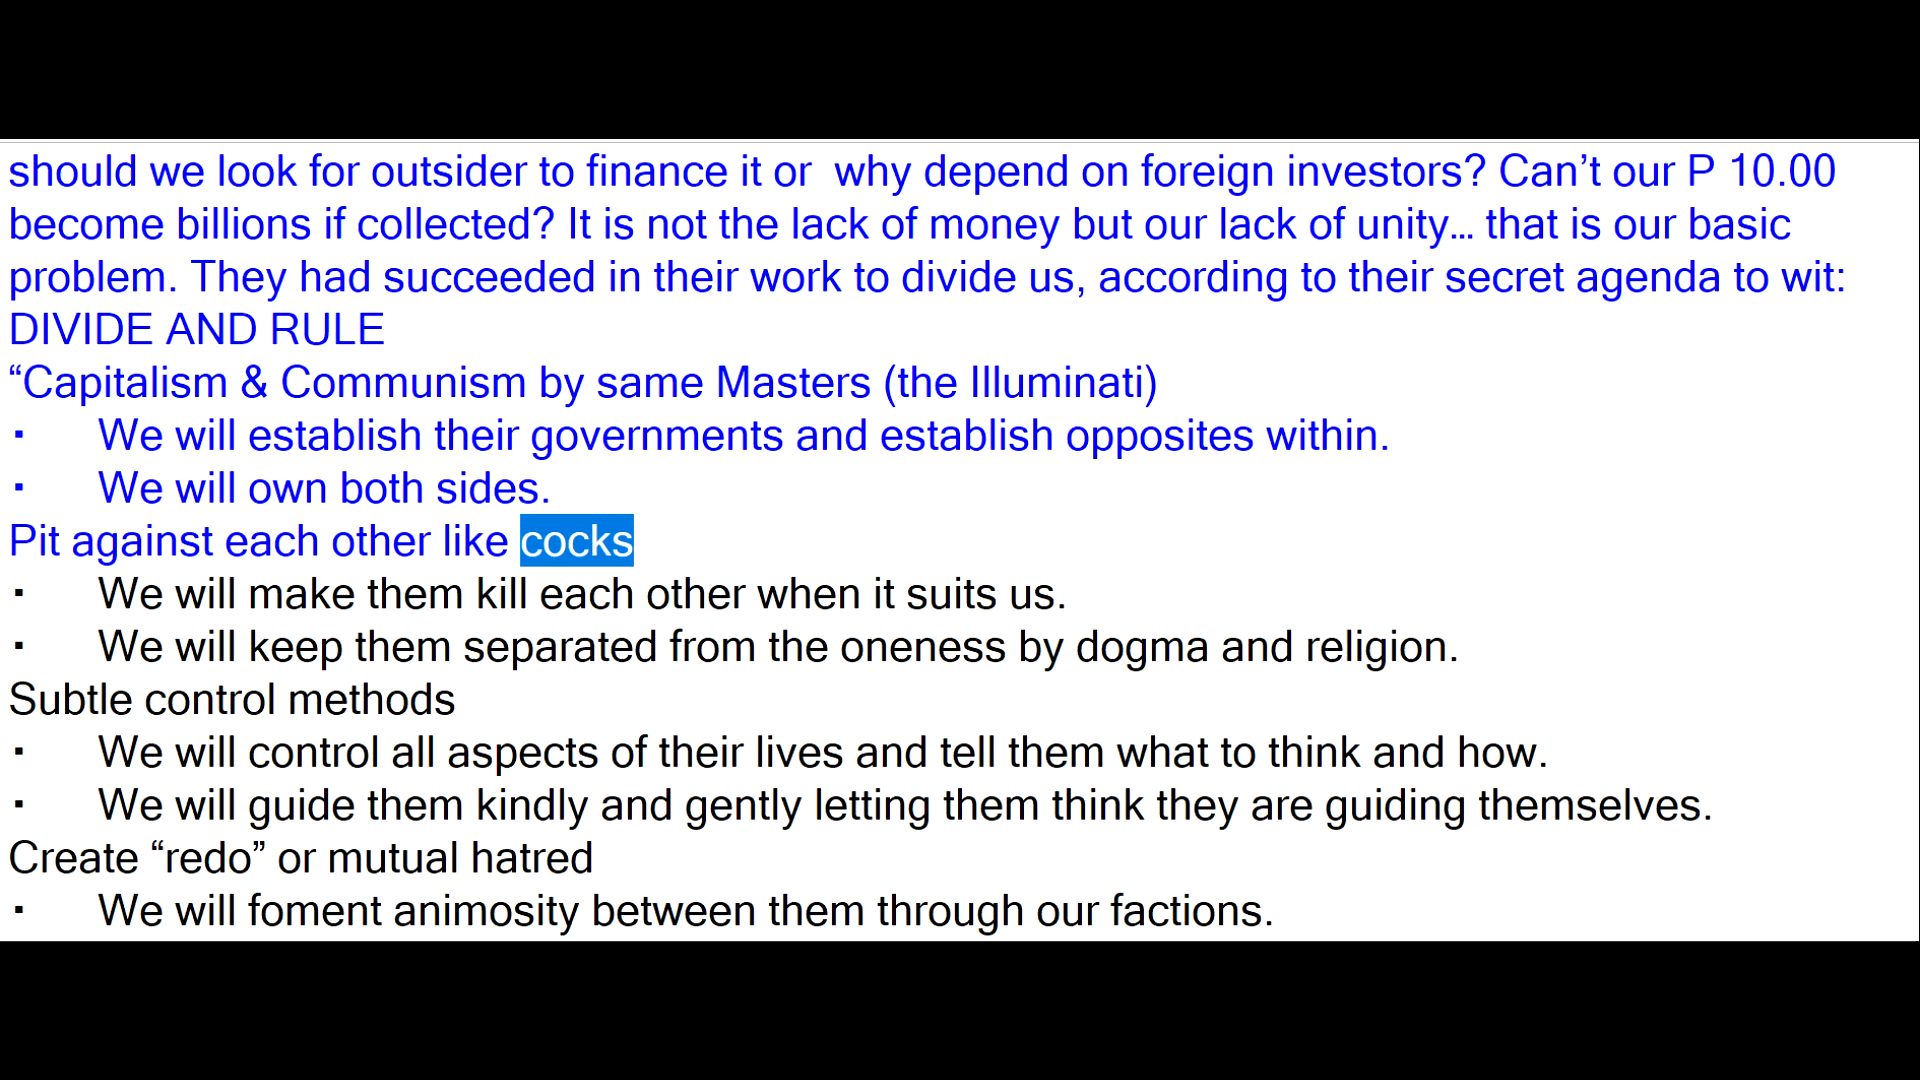 should we look for outsider to finance it or  why depend on foreign investors? Can’t our P 10.00
become billions if collected? It is not the lack of money but our lack of unity… that is our basic
problem. They had succeeded in their work to divide us, according to their secret agenda to wit:
DIVIDE AND RULE
“Capitalism & Communism by same Masters (the Illuminati)
▪ We will establish their governments and establish opposites within.
▪ We will own both sides.
Pit against each other like cocks
▪ We will make them kill each other when it suits us.
▪ We will keep them separated from the oneness by dogma and religion.
Subtle control methods
▪ We will control all aspects of their lives and tell them what to think and how.
▪ We will guide them kindly and gently letting them think they are guiding themselves.
Create “redo” or mutual hatred
▪ We will foment animosity between them through our factions.